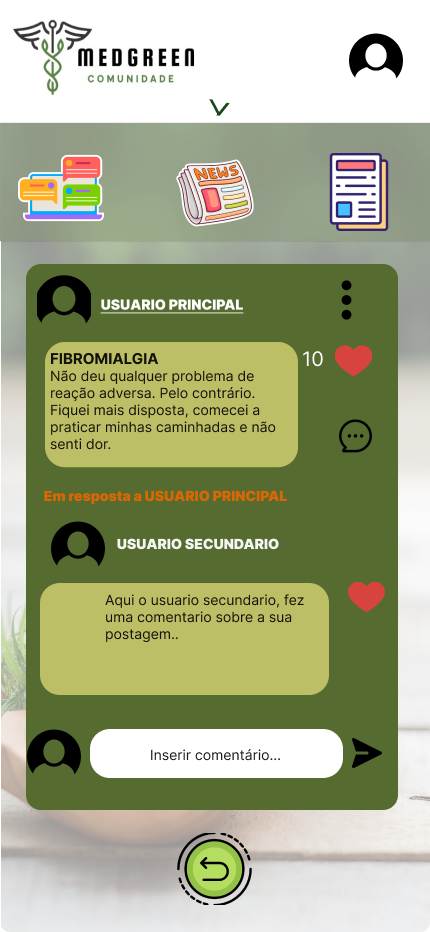 MEDGREEN
COMUNIDADE
NEWS
USUARIO PRINCIPAL
FIBROMIALGIA
10
Não deu qualquer problema de
reação adversa. Pelo contrário.
Fiquei mais disposta, comecei a
praticar minhas caminhadas e não
senti dor.
Em resposta a USUARIO PRINCIPAL
USUARIO SECUNDARIO
Aqui o usuario secundario, fez
uma comentario sobre a sua
postagem..
Inserir comentário...